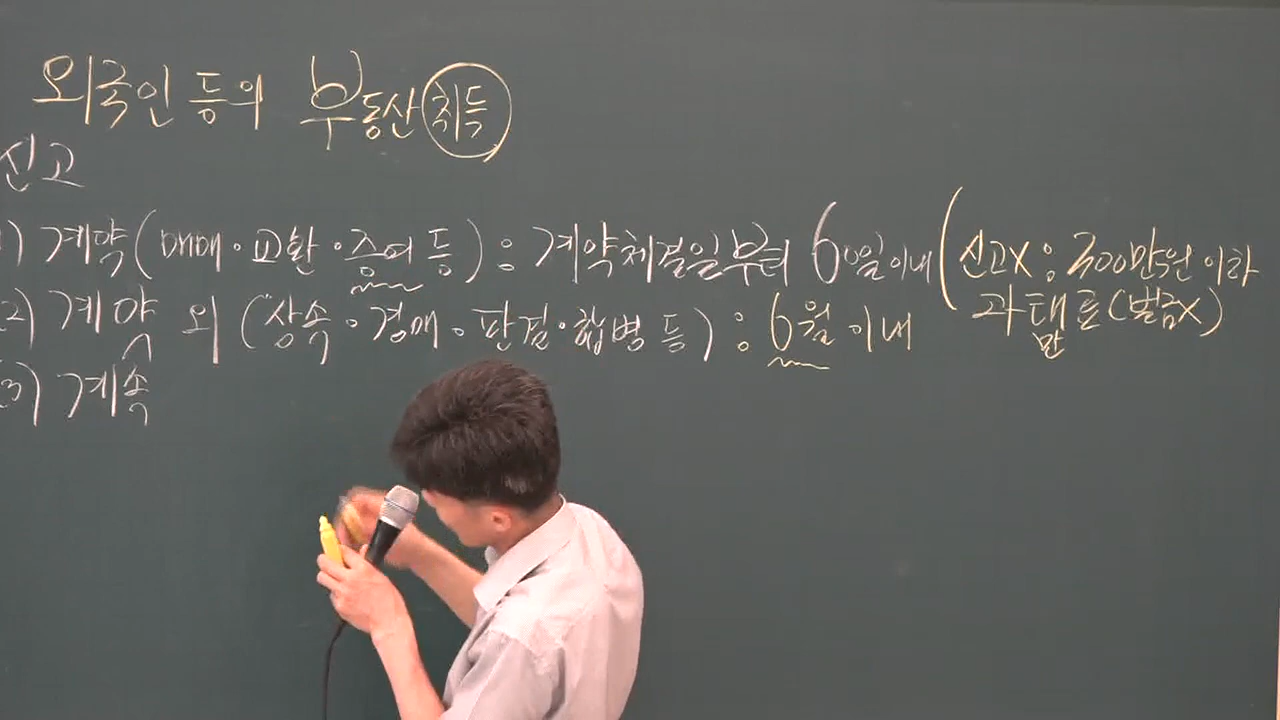 외국인 등의 부동산 취득
신고
1) 계약(매매·교환·증여 등) : 계약체결일부터 60일 이내 (신고X : 300만원 이하
과태료(벌금X)
만
(2) 계약 외 (상속·경매·판결·합병 등) : 6월 이내
(3) 계속